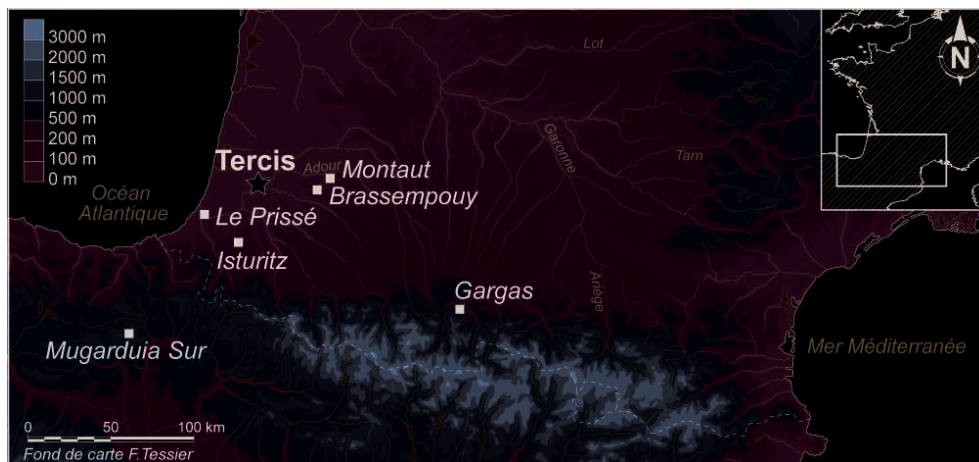 3000 m
2000 m
1500 m
1000 m
500 m
200 m
100 m
0 m
N
Lot
Garonne
Tarn
Tercis
Adour
Montaut
Brassempouy
Océan
Atlantique
Le Prissé
Isturitz
Ariège
Gargas
Mugarduia Sur
Mer Méditerranée
0 50 100 km
Fond de carte F.Tessier